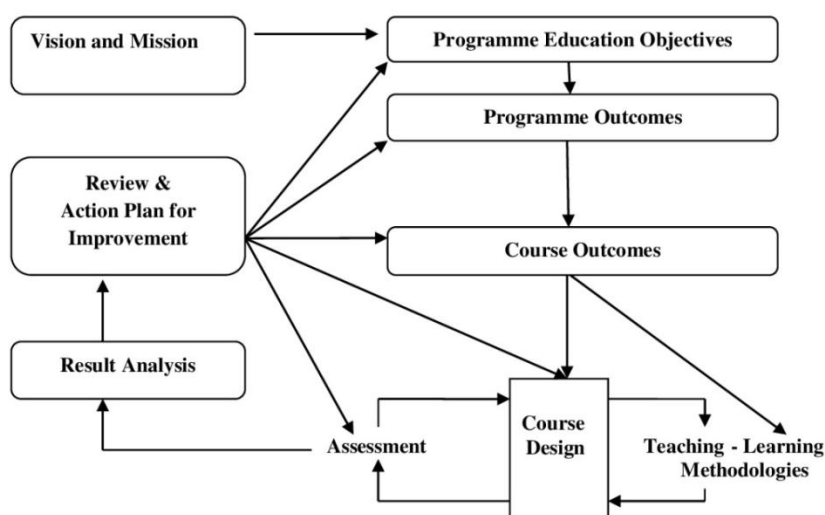 Vision and Mission
Programme Education Objectives
Programme Outcomes
Review &
Action Plan for
Improvement
Course Outcomes
Result Analysis
Assessment
Course
Design
Teaching - Learning
Methodologies